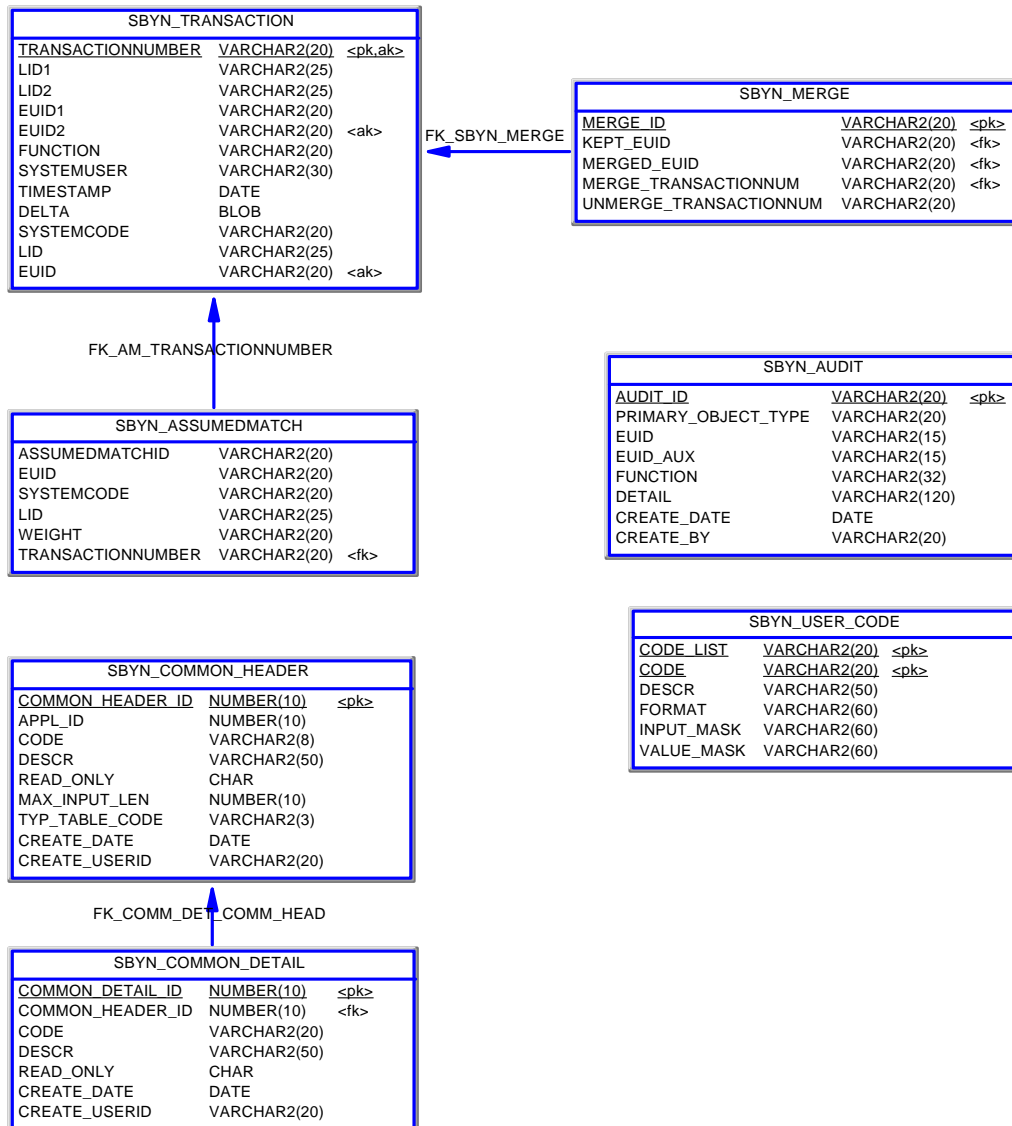 SBYN_TRANSACTION
TRANSACTIONNUMBER VARCHAR2(20) <pk,ak>
LID1 VARCHAR2(25)
LID2 VARCHAR2(25)
EUID1 VARCHAR2(20)
EUID2 VARCHAR2(20) <ak>
FUNCTION VARCHAR2(20)
SYSTEMUSER VARCHAR2(30)
TIMESTAMP DATE
DELTA BLOB
SYSTEMCODE VARCHAR2(20)
LID VARCHAR2(25)
EUID VARCHAR2(20) <ak>
FK_SBYN_MERGE
SBYN_MERGE
MERGE_ID VARCHAR2(20) <pk>
KEPT_EUID VARCHAR2(20) <fk>
MERGED_EUID VARCHAR2(20) <fk>
MERGE_TRANSACTIONNUM VARCHAR2(20) <fk>
UNMERGE_TRANSACTIONNUM VARCHAR2(20)
FK_AM_TRANSACTIONNUMBER
SBYN_ASSUMEDMATCH
ASSUMEDMATCHID VARCHAR2(20)
EUID VARCHAR2(20)
SYSTEMCODE VARCHAR2(20)
LID VARCHAR2(25)
WEIGHT VARCHAR2(20)
TRANSACTIONNUMBER VARCHAR2(20) <fk>
SBYN_AUDIT
AUDIT_ID VARCHAR2(20) <pk>
PRIMARY_OBJECT_TYPE VARCHAR2(20)
EUID VARCHAR2(15)
EUID_AUX VARCHAR2(15)
FUNCTION VARCHAR2(32)
DETAIL VARCHAR2(120)
CREATE_DATE DATE
CREATE_BY VARCHAR2(20)
SBYN_USER_CODE
CODE_LIST VARCHAR2(20) <pk>
CODE VARCHAR2(20) <pk>
DESCR VARCHAR2(50)
FORMAT VARCHAR2(60)
INPUT_MASK VARCHAR2(60)
VALUE_MASK VARCHAR2(60)
SBYN_COMMON_HEADER
COMMON_HEADER_ID NUMBER(10) <pk>
APPL_ID NUMBER(10)
CODE VARCHAR2(8)
DESCR VARCHAR2(50)
READ_ONLY CHAR
MAX_INPUT_LEN NUMBER(10)
TYP_TABLE_CODE VARCHAR2(3)
CREATE_DATE DATE
CREATE_USERID VARCHAR2(20)
FK_COMM_DET_COMM_HEAD
SBYN_COMMON_DETAIL
COMMON_DETAIL_ID NUMBER(10) <pk>
COMMON_HEADER_ID NUMBER(10) <fk>
CODE VARCHAR2(20)
DESCR VARCHAR2(50)
READ_ONLY CHAR
CREATE_DATE DATE
CREATE_USERID VARCHAR2(20)